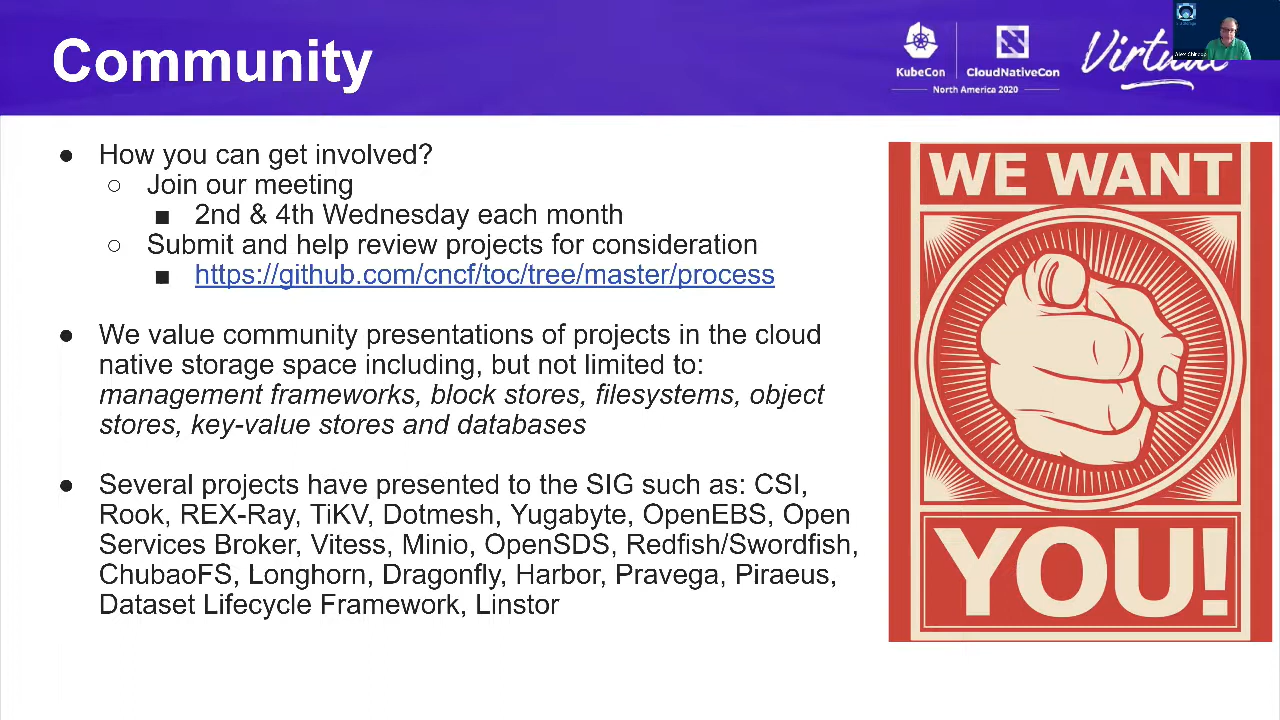 Community
KubeCon
CloudNativeCon
North America 2020
Virtual
● How you can get involved?
○ Join our meeting
■ 2nd & 4th Wednesday each month
○ Submit and help review projects for consideration
■ https://github.com/cncf/toc/tree/master/process
● We value community presentations of projects in the cloud
native storage space including, but not limited to:
management frameworks, block stores, filesystems, object
stores, key-value stores and databases
● Several projects have presented to the SIG such as: CSI,
Rook, REX-Ray, TiKV, Dotmesh, Yugabyte, OpenEBS, Open
Services Broker, Vitess, Minio, OpenSDS, Redfish/Swordfish,
ChubaoFS, Longhorn, Dragonfly, Harbor, Pravega, Piraeus,
Dataset Lifecycle Framework, Linstor
WE WANT
YOU!